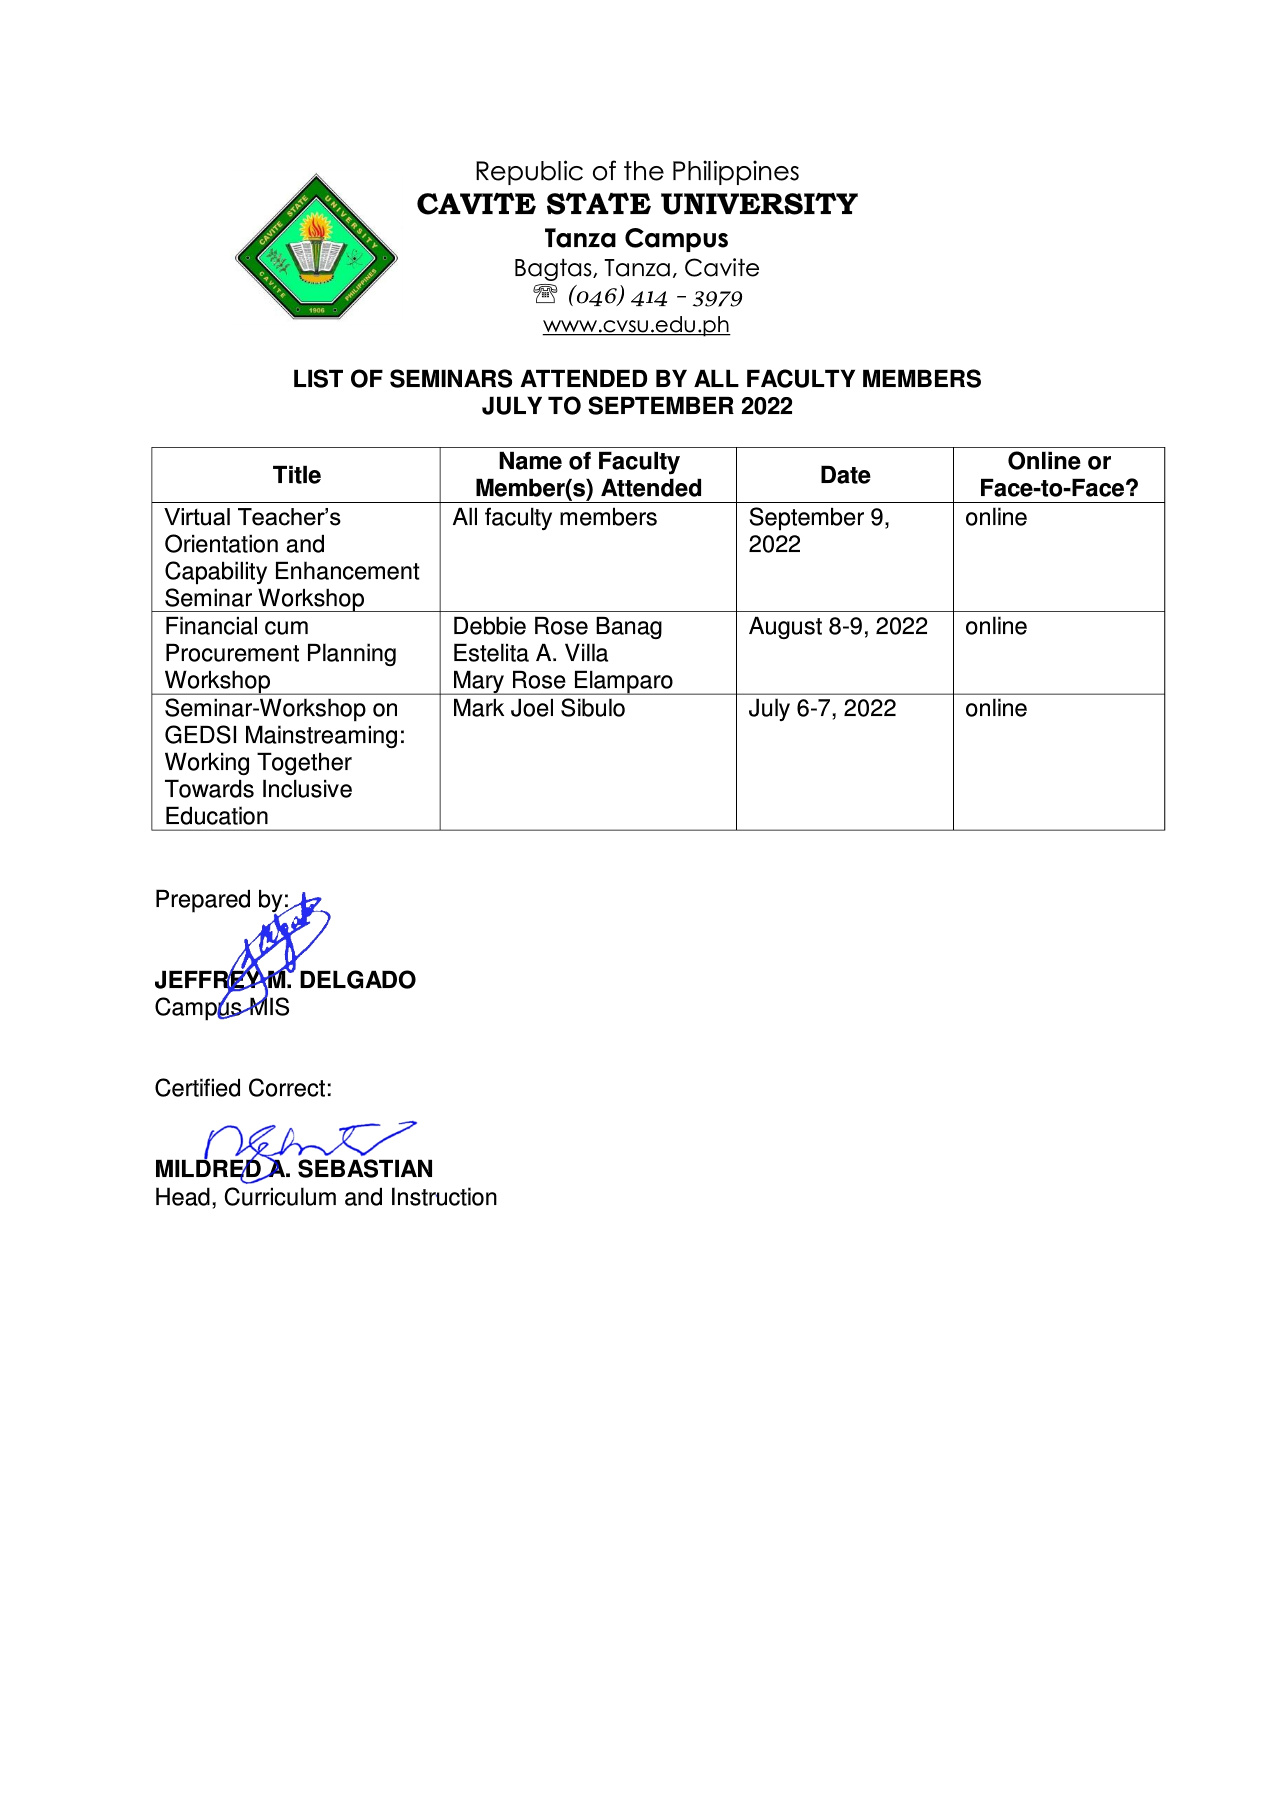 Republic of the Philippines
CAVITE STATE UNIVERSITY
Tanza Campus
Bagtas, Tanza, Cavite
☏ (046) 414 – 3979
www.cvsu.edu.ph
CAVITE STATE UNIVERSITY
CAVITE PHILIPPINES
1906
LIST OF SEMINARS ATTENDED BY ALL FACULTY MEMBERS
JULY TO SEPTEMBER 2022
Title
Name of Faculty
Member(s) Attended
Date
Online or
Face-to-Face?
Virtual Teacher’s
Orientation and
Capability Enhancement
Seminar Workshop
All faculty members
September 9,
2022
online
Financial cum
Procurement Planning
Workshop
Debbie Rose Banag
Estelita A. Villa
Mary Rose Elamparo
August 8-9, 2022
online
Seminar-Workshop on
GEDSI Mainstreaming:
Working Together
Towards Inclusive
Education
Mark Joel Sibulo
July 6-7, 2022
online
Prepared by:
JEFFREY M. DELGADO
Campus MIS
Certified Correct:
MILDRED A. SEBASTIAN
Head, Curriculum and Instruction